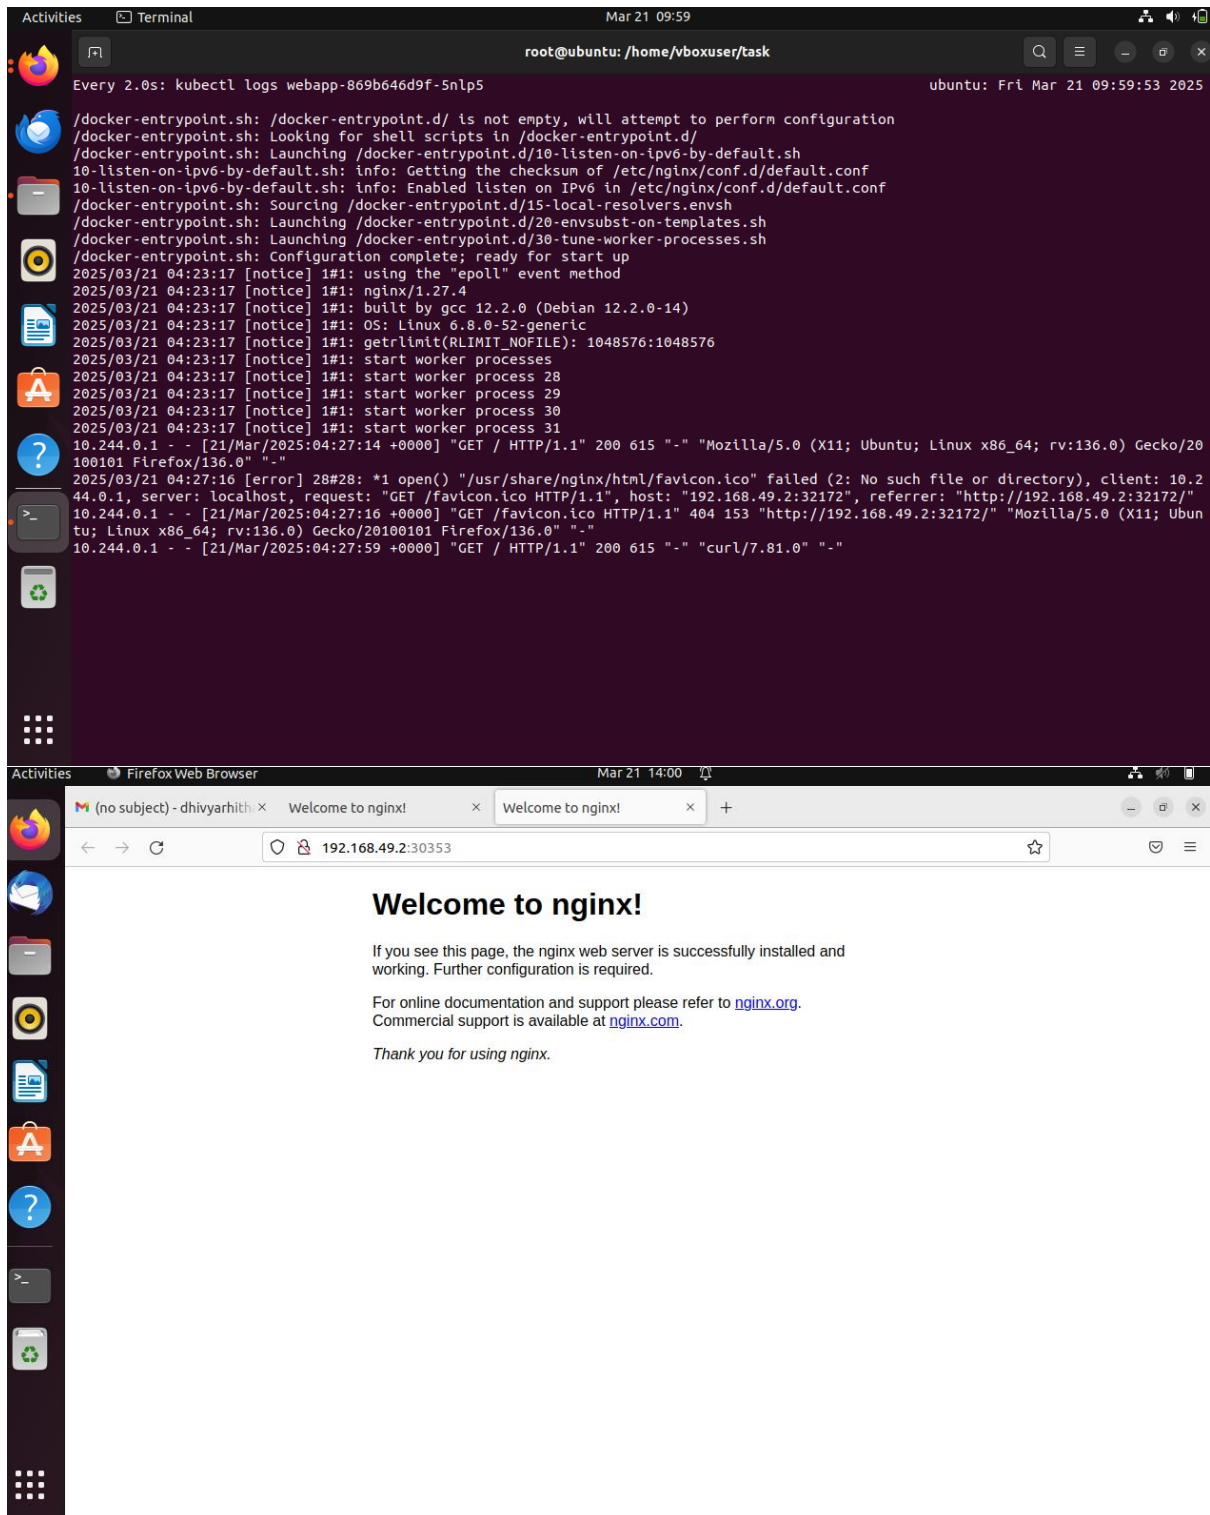 Activities Terminal Mar 21 09:59
root@ubuntu: /home/vboxuser/task
Every 2.0s: kubectl logs webapp-869b646d9f-5nlp5 ubuntu: Fri Mar 21 09:59:53 2025
/docker-entrypoint.sh: /docker-entrypoint.d/ is not empty, will attempt to perform configuration
/docker-entrypoint.sh: Looking for shell scripts in /docker-entrypoint.d/
/docker-entrypoint.sh: Launching /docker-entrypoint.d/10-listen-on-ipv6-by-default.sh
10-listen-on-ipv6-by-default.sh: info: Getting the checksum of /etc/nginx/conf.d/default.conf
10-listen-on-ipv6-by-default.sh: info: Enabled listen on IPv6 in /etc/nginx/conf.d/default.conf
/docker-entrypoint.sh: Sourcing /docker-entrypoint.d/15-local-resolvers.envsh
/docker-entrypoint.sh: Launching /docker-entrypoint.d/20-envsubst-on-templates.sh
/docker-entrypoint.sh: Launching /docker-entrypoint.d/30-tune-worker-processes.sh
/docker-entrypoint.sh: Configuration complete; ready for start up
2025/03/21 04:23:17 [notice] 1#1: using the "epoll" event method
2025/03/21 04:23:17 [notice] 1#1: nginx/1.27.4
2025/03/21 04:23:17 [notice] 1#1: built by gcc 12.2.0 (Debian 12.2.0-14)
2025/03/21 04:23:17 [notice] 1#1: OS: Linux 6.8.0-52-generic
2025/03/21 04:23:17 [notice] 1#1: getrlimit(RLIMIT_NOFILE): 1048576:1048576
2025/03/21 04:23:17 [notice] 1#1: start worker processes
2025/03/21 04:23:17 [notice] 1#1: start worker process 28
2025/03/21 04:23:17 [notice] 1#1: start worker process 29
2025/03/21 04:23:17 [notice] 1#1: start worker process 30
2025/03/21 04:23:17 [notice] 1#1: start worker process 31
10.244.0.1 - - [21/Mar/2025:04:27:14 +0000] "GET / HTTP/1.1" 200 615 "-" "Mozilla/5.0 (X11; Ubuntu; Linux x86_64; rv:136.0) Gecko/20
100101 Firefox/136.0" "-"
2025/03/21 04:27:16 [error] 28#28: *1 open() "/usr/share/nginx/html/favicon.ico" failed (2: No such file or directory), client: 10.2
44.0.1, server: localhost, request: "GET /favicon.ico HTTP/1.1", host: "192.168.49.2:32172", referrer: "http://192.168.49.2:32172/"
10.244.0.1 - - [21/Mar/2025:04:27:16 +0000] "GET /favicon.ico HTTP/1.1" 404 153 "http://192.168.49.2:32172/" "Mozilla/5.0 (X11; Ubun
tu; Linux x86_64; rv:136.0) Gecko/20100101 Firefox/136.0" "-"
10.244.0.1 - - [21/Mar/2025:04:27:59 +0000] "GET / HTTP/1.1" 200 615 "-" "curl/7.81.0" "-"
Activities Firefox Web Browser Mar 21 14:00
(no subject) - dhivyarhith Welcome to nginx! Welcome to nginx!
192.168.49.2:30353
Welcome to nginx!
If you see this page, the nginx web server is successfully installed and
working. Further configuration is required.
For online documentation and support please refer to nginx.org.
Commercial support is available at nginx.com.
Thank you for using nginx.